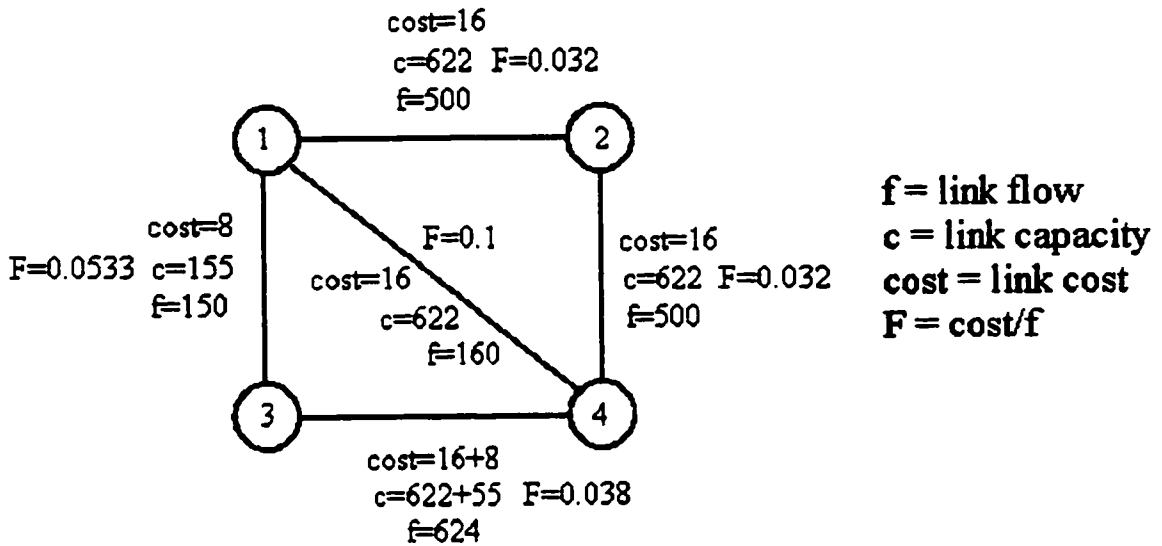 cost=16
c=622 F=0.032
f=500
1
2
cost=8
F=0.0533 c=155
f=150
F=0.1
cost=16
c=622
f=160
cost=16
c=622 F=0.032
f=500
3
4
cost=16+8
c=622+55 F=0.038
f=624
f = link flow
c = link capacity
cost = link cost
F = cost/f